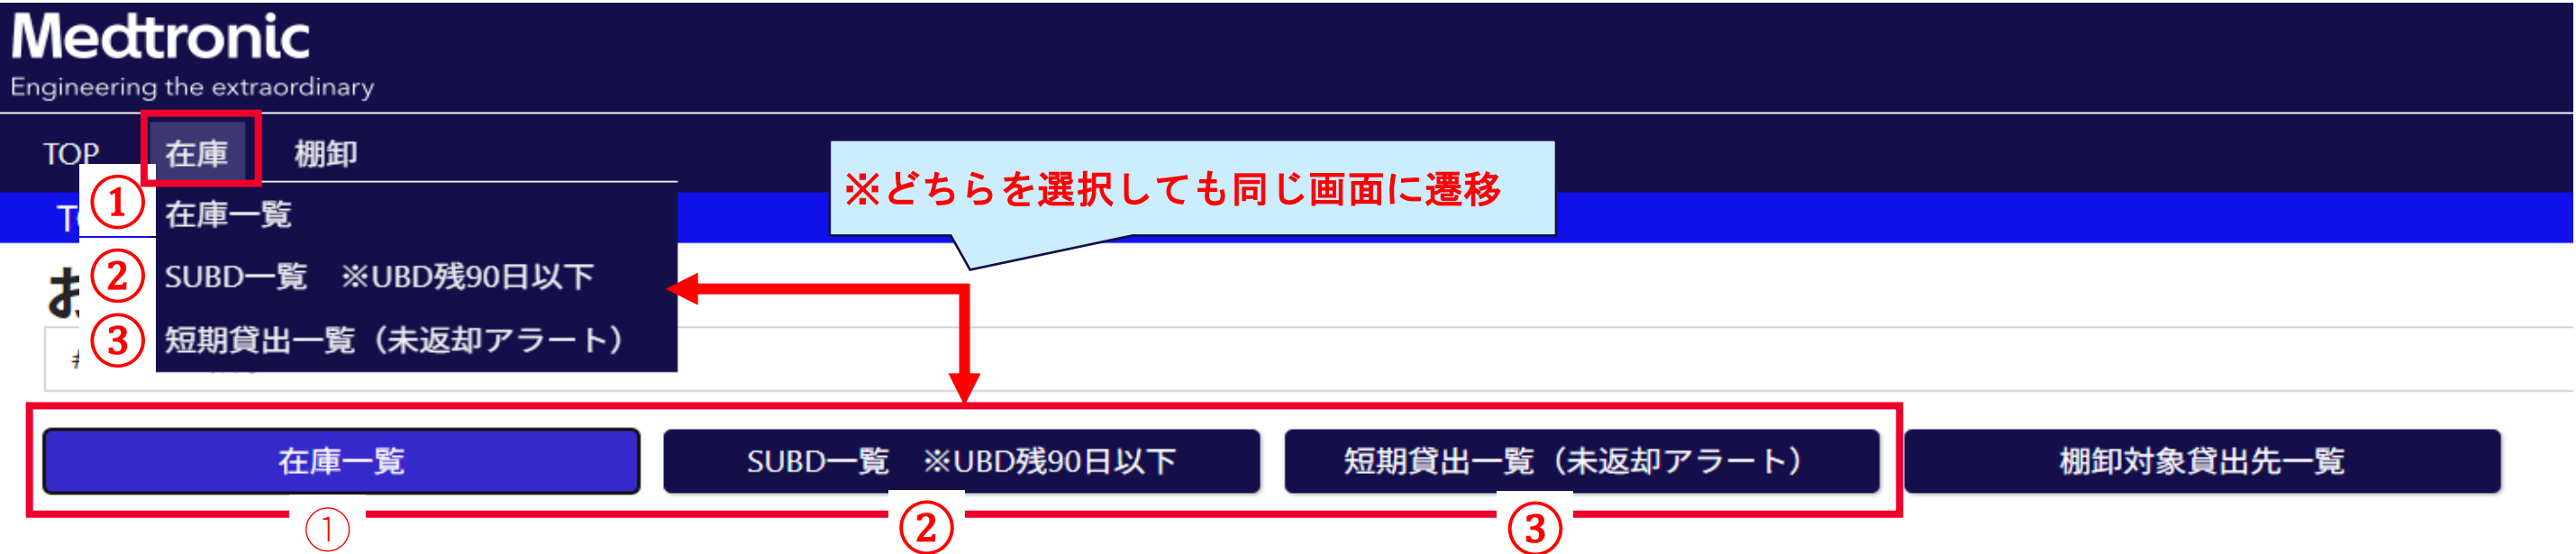 Medtronic
Engineering the extraordinary
TOP 在庫 棚卸
※どちらを選択しても同じ画面に遷移
① 在庫一覧
② SUBD一覧　※UBD残90日以下
③ 短期貸出一覧（未返却アラート）
在庫一覧 SUBD一覧　※UBD残90日以下 短期貸出一覧（未返却アラート） 棚卸対象貸出先一覧
① ② ③